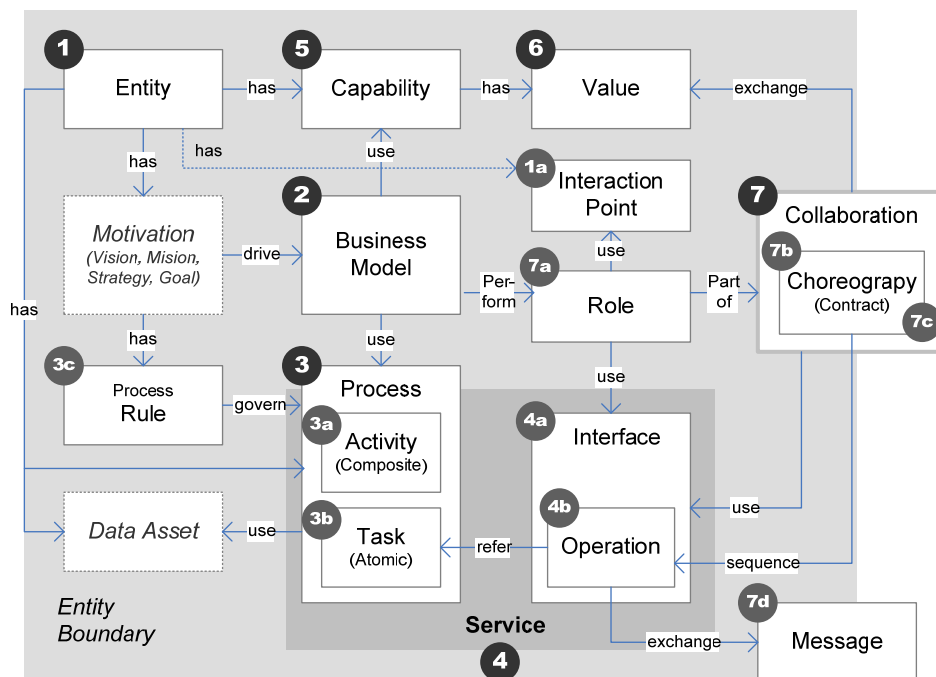 1
Entity
has
5
Capability
has
6
Value
exchange
has
has
use
1a
Interaction
Point
Motivation
(Vision, Mision,
Strategy, Goal)
drive
2
Business
Model
use
7a
Role
Per-
form
Part
of
7
Collaboration
7b
Choreograpy
(Contract)
7c
has
has
use
use
3c
Process
Rule
govern
3
Process
3a
Activity
(Composite)
3b
Task
(Atomic)
4a
Interface
4b
Operation
use
refer
sequence
Data Asset
use
Entity
Boundary
Service
4
exchange
7d
Message